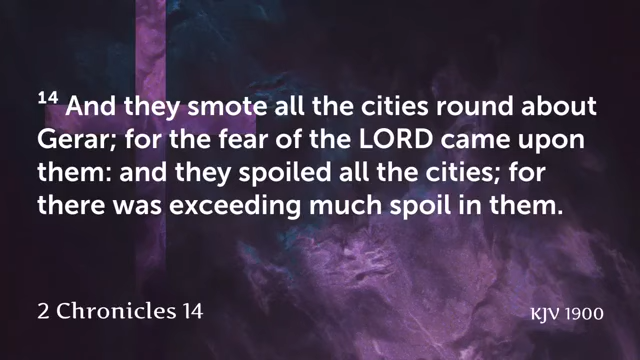 14 And they smote all the cities round about
Gerar; for the fear of the LORD came upon
them: and they spoiled all the cities; for
there was exceeding much spoil in them.
2 Chronicles 14
KJV 1900